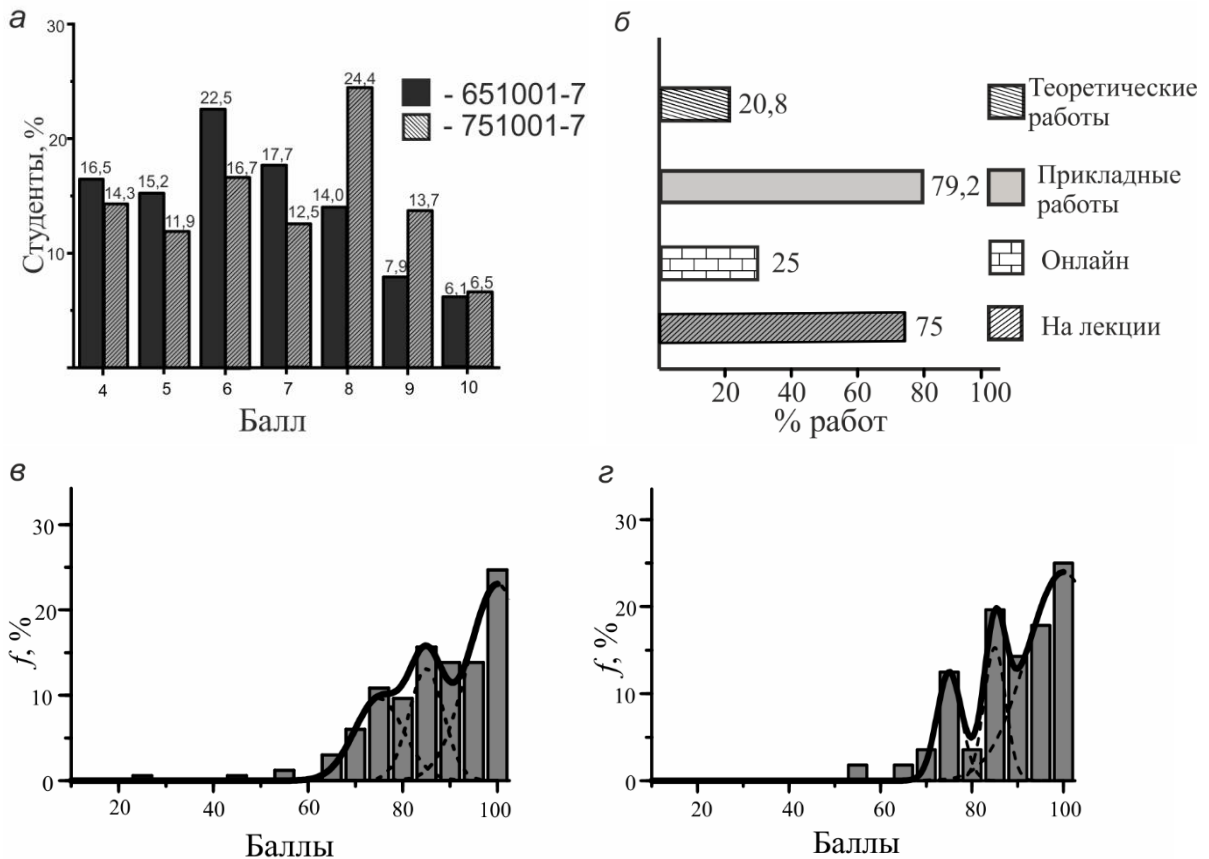 а
30
20
10
Студенты, %
16,5
14,3
15,2
11,9
22,5
16,7
17,7
12,5
14,0
24,4
7,9
13,7
6,1
6,5
- 651001-7
- 751001-7
4 5 6 7 8 9 10
Балл
б
20,8
79,2
25
75
Теоретические
работы
Прикладные
работы
Онлайн
На лекции
20 40 60 80 100
% работ
в
30
20
10
0
f, %
20 40 60 80 100
Баллы
г
30
20
10
0
f, %
20 40 60 80 100
Баллы